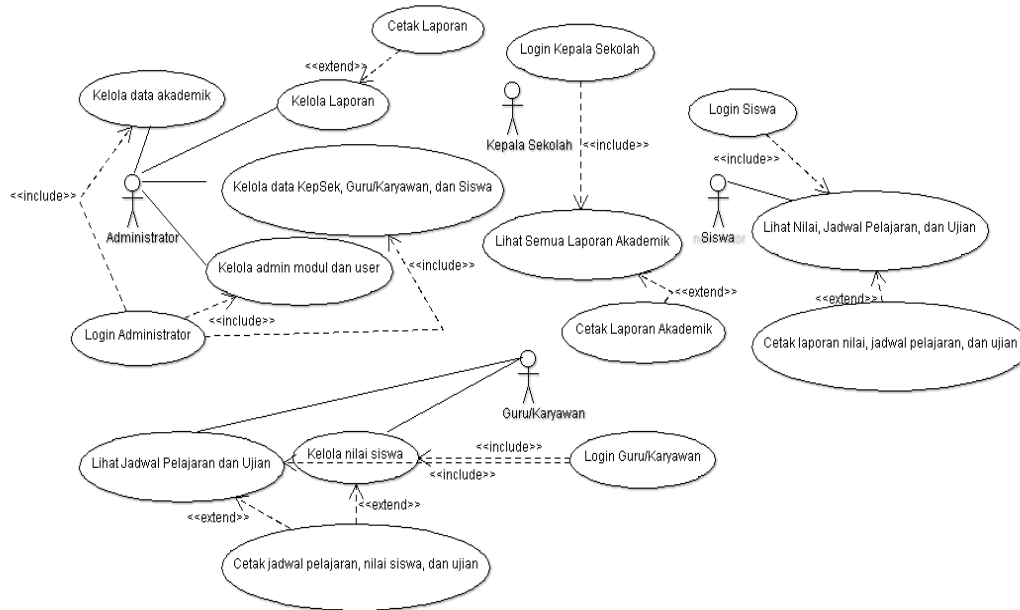 Cetak Laporan
<<extend>>
Kelola data akademik
Kelola Laporan
<<include>>
Administrator
Kelola data KepSek, Guru/Karyawan, dan Siswa
Kelola admin modul dan user
<<include>>
<<include>>
Login Administrator
Login Kepala Sekolah
Kepala Sekolah
<<include>>
Lihat Semua Laporan Akademik
<<extend>>
Cetak Laporan Akademik
Login Siswa
<<include>>
Siswa
Lihat Nilai, Jadwal Pelajaran, dan Ujian
<<extend>>
Cetak laporan nilai, jadwal pelajaran, dan ujian
Guru/Karyawan
Lihat Jadwal Pelajaran dan Ujian
Kelola nilai siswa
<<include>>
<<include>>
Login Guru/Karyawan
<<extend>>
<<extend>>
Cetak jadwal pelajaran, nilai siswa, dan ujian